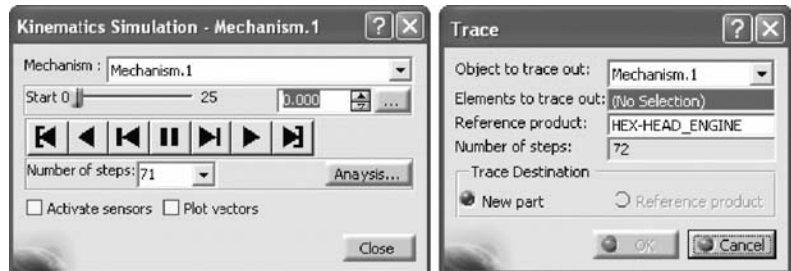 Kinematics Simulation - Mechanism.1
Mechanism : Mechanism.1
Start 0 25 0.000 ...
Number of steps: 71 Analysis...
Activate sensors Plot vectors
Close
Trace
Object to trace out: Mechanism.1
Elements to trace out: (No Selection)
Reference product: HEX-HEAD_ENGINE
Number of steps: 72
Trace Destination
New part Reference product
OK Cancel